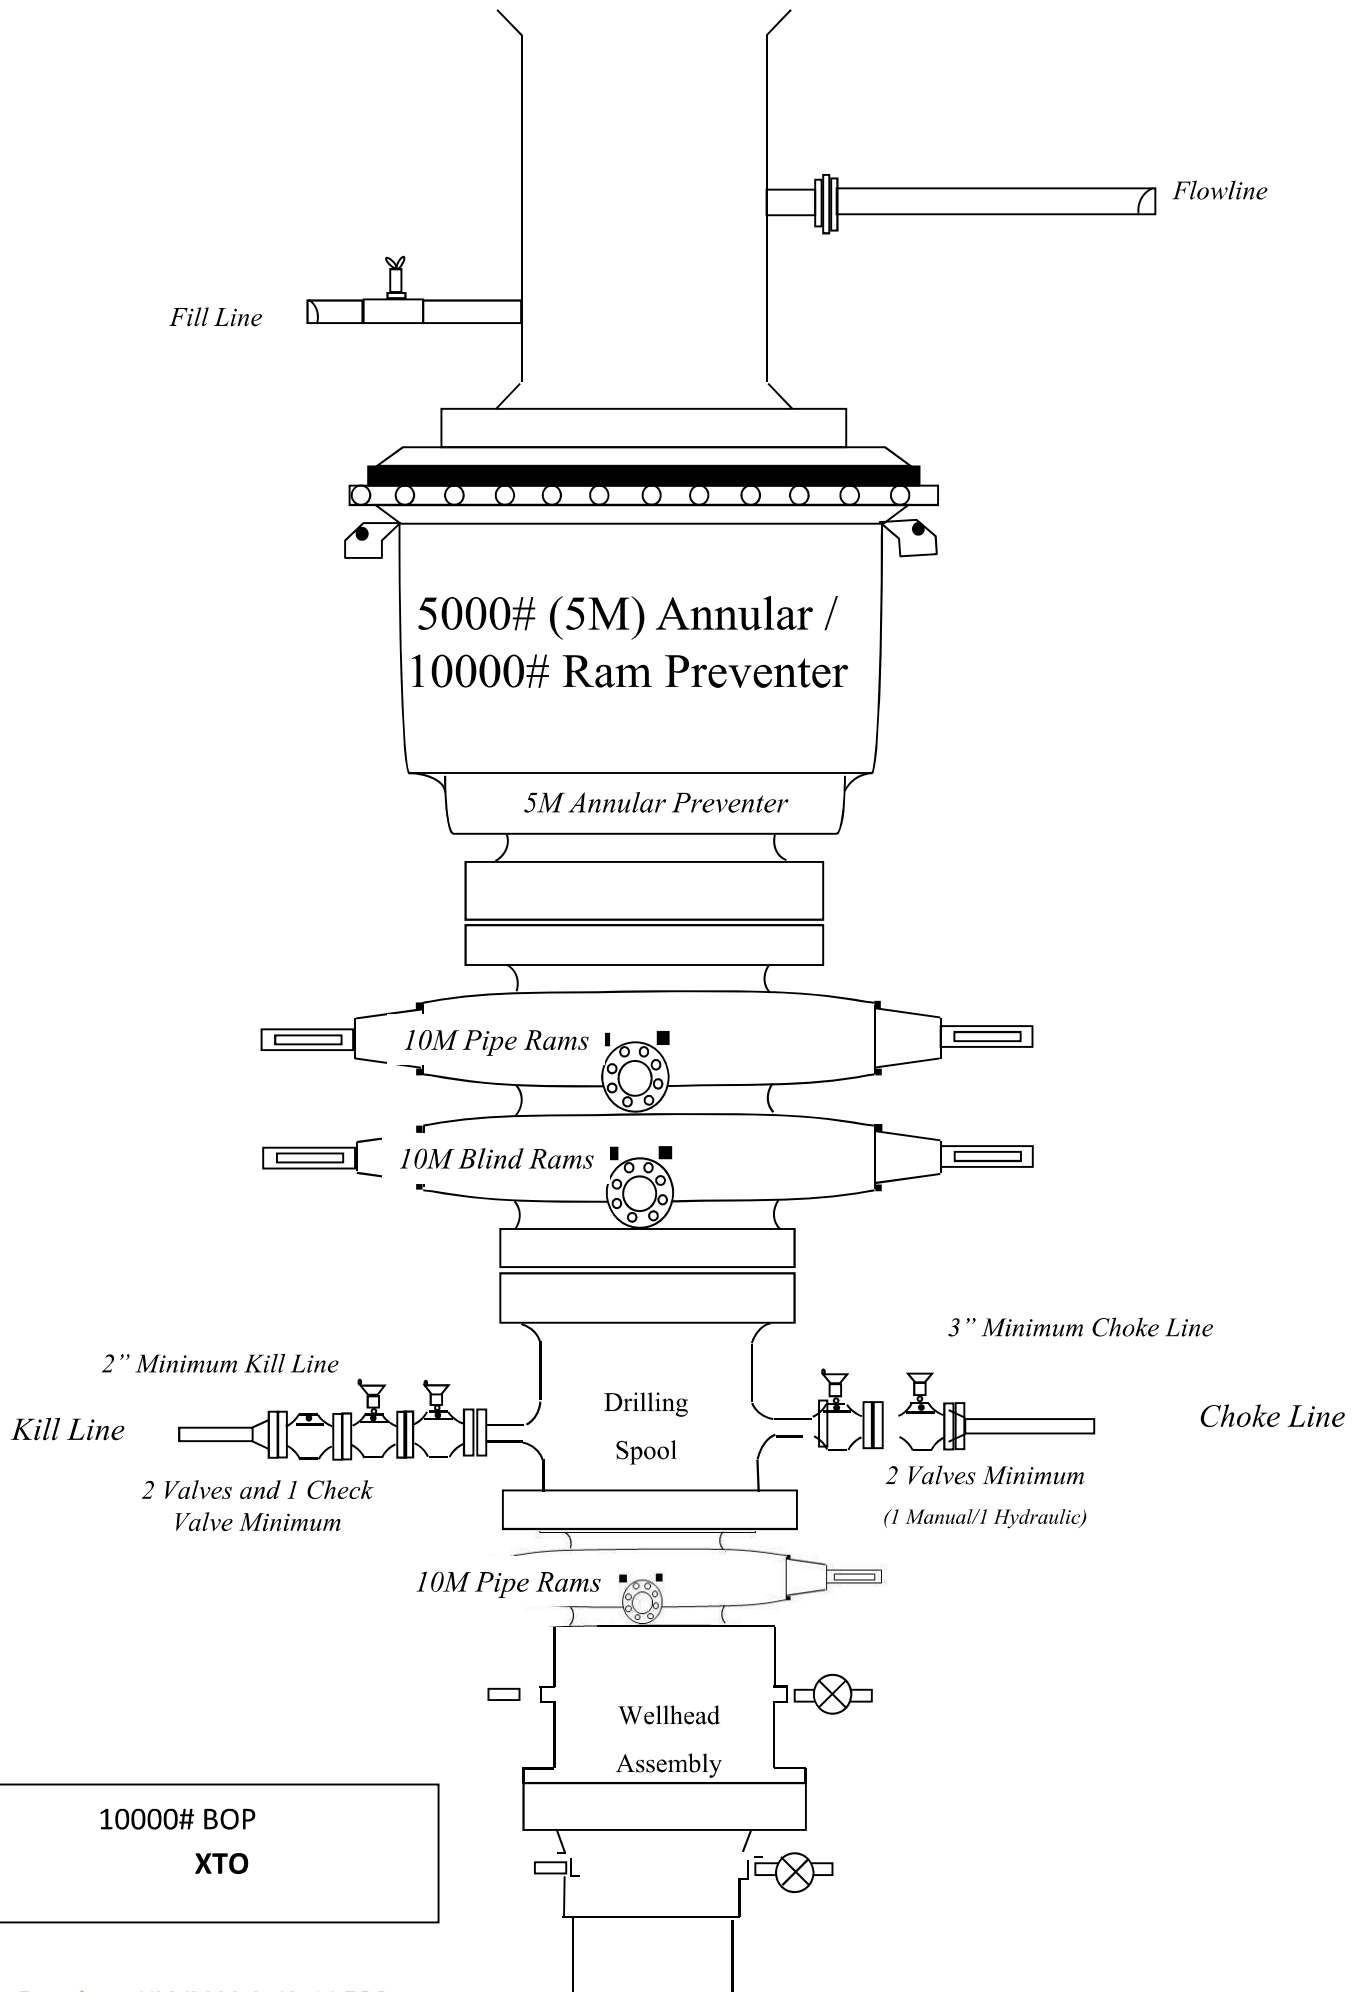 Flowline
Fill Line
5000# (5M) Annular /
10000# Ram Preventer
5M Annular Preventer
10M Pipe Rams
10M Blind Rams
3” Minimum Choke Line
2” Minimum Kill Line
Drilling
Spool
Kill Line
Choke Line
2 Valves and 1 Check
Valve Minimum
2 Valves Minimum
(1 Manual/1 Hydraulic)
10M Pipe Rams
Wellhead
Assembly
10000# BOP
XTO